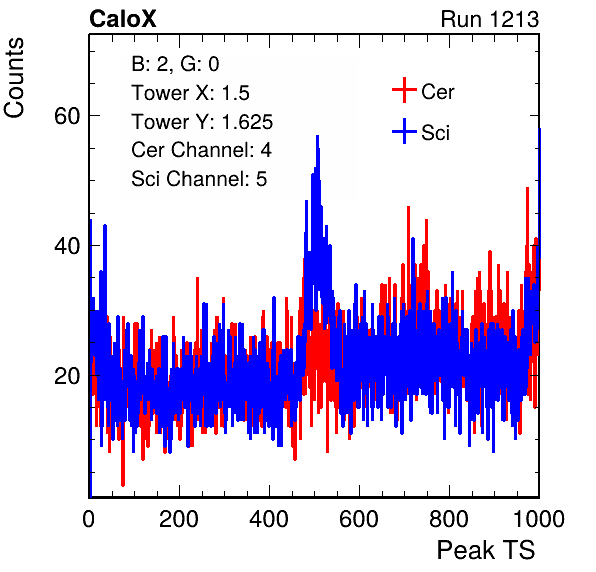 CaloX Run 1213
Counts
B: 2, G: 0
Tower X: 1.5
Tower Y: 1.625
Cer Channel: 4
Sci Channel: 5
Cer
Sci
60
40
20
0 200 400 600 800 1000
Peak TS